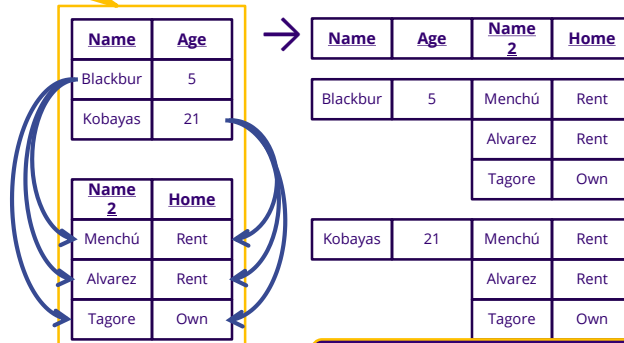 Name Age
Blackbur 5
Kobayas 21
Name 2 Home
Menchú Rent
Alvarez Rent
Tagore Own
Name Age Name 2 Home
Blackbur 5 Menchú Rent
Alvarez Rent
Tagore Own
Kobayas 21 Menchú Rent
Alvarez Rent
Tagore Own